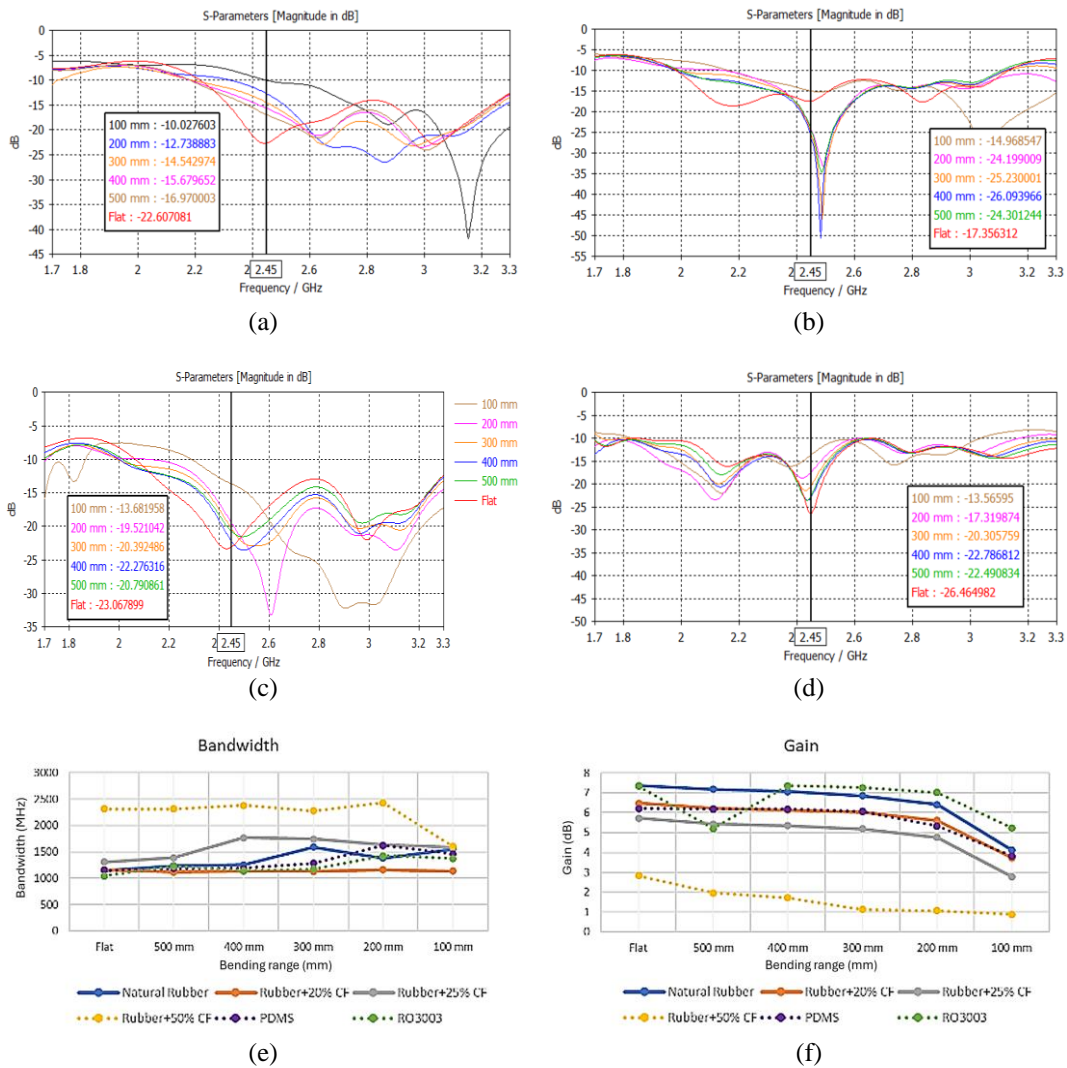 S-Parameters [Magnitude in dB]
0
-5
-10
-15
-20
-25
-30
-35
-40
-45
dB
100 mm : -10.027603
200 mm : -12.738883
300 mm : -14.542974
400 mm : -15.679652
500 mm : -16.970003
Flat : -22.607081
1.7 2 2.2 2.45 2.6 2.8 3 3.3
Frequency / GHz
(a)
S-Parameters [Magnitude in dB]
0
-5
-10
-15
-20
-25
-30
-35
-40
-45
-50
-55
dB
100 mm : -14.968547
200 mm : -24.199009
300 mm : -25.230001
400 mm : -26.093966
500 mm : -24.301244
Flat : -17.356312
1.7 2 2.2 2.45 2.6 2.8 3 3.3
Frequency / GHz
(b)
S-Parameters [Magnitude in dB]
0
-5
-10
-15
-20
-25
-30
-35
dB
100 mm
200 mm
300 mm
400 mm
500 mm
Flat
100 mm : -13.681958
200 mm : -19.521042
300 mm : -20.392486
400 mm : -22.276316
500 mm : -20.790861
Flat : -23.067899
1.7 1.8 2 2.2 2.45 2.6 2.8 3 3.3
Frequency / GHz
(c)
S-Parameters [Magnitude in dB]
0
-5
-10
-15
-20
-25
-30
-35
-40
-45
-50
dB
100 mm : -13.56595
200 mm : -17.319874
300 mm : -20.305759
400 mm : -22.786812
500 mm : -22.490834
Flat : -26.464982
1.7 1.8 2 2.2 2.45 2.6 2.8 3 3.3
Frequency / GHz
(d)
Bandwidth
3000
2500
2000
1500
1000
500
0
Bandwidth (MHz)
Flat 500 mm 400 mm 300 mm 200 mm 100 mm
Bending range (mm)
Natural Rubber Rubber+20% CF Rubber+25% CF
Rubber+50% CF PDMS RO3003
(e)
Gain
8
7
6
5
4
3
2
1
0
Gain (dB)
Flat 500 mm 400 mm 300 mm 200 mm 100 mm
Bending range (mm)
Natural Rubber Rubber+20% CF Rubber+25% CF
Rubber+50% CF PDMS RO3003
(f)